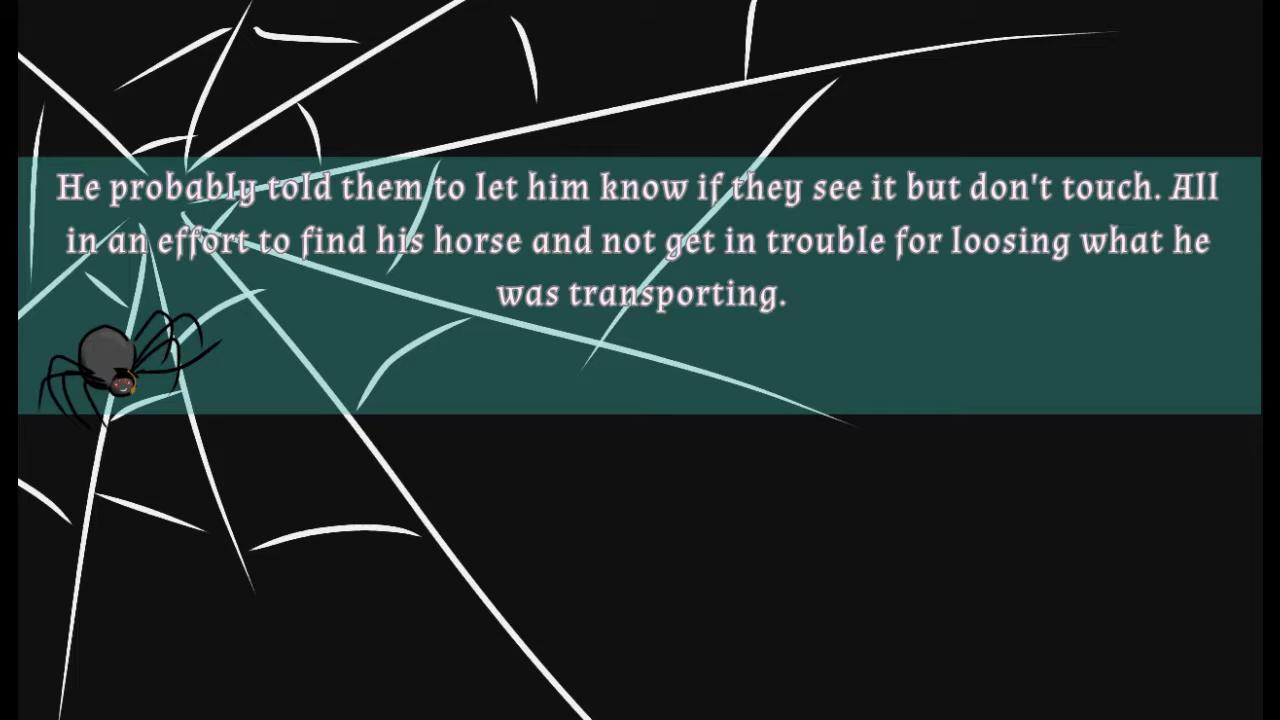 He probably told them to let him know if they see it but don't touch. All
in an effort to find his horse and not get in trouble for loosing what he
was transporting.